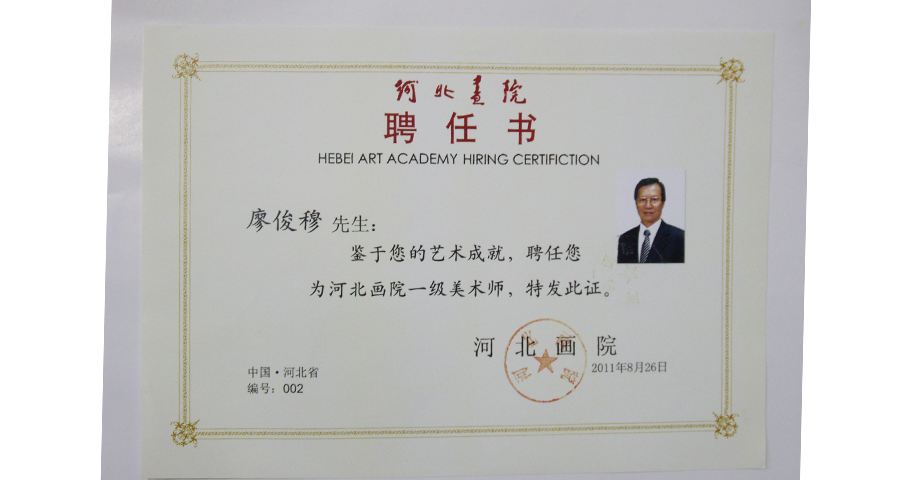 河北畫院
聘任书
HEBEI ART ACADEMY HIRING CERTIFICTION
廖俊穆 先生：
鉴于您的艺术成就，聘任您
为河北画院一级美术师，特发此证。
河北画院
2011年8月26日
中国·河北省
编号：002